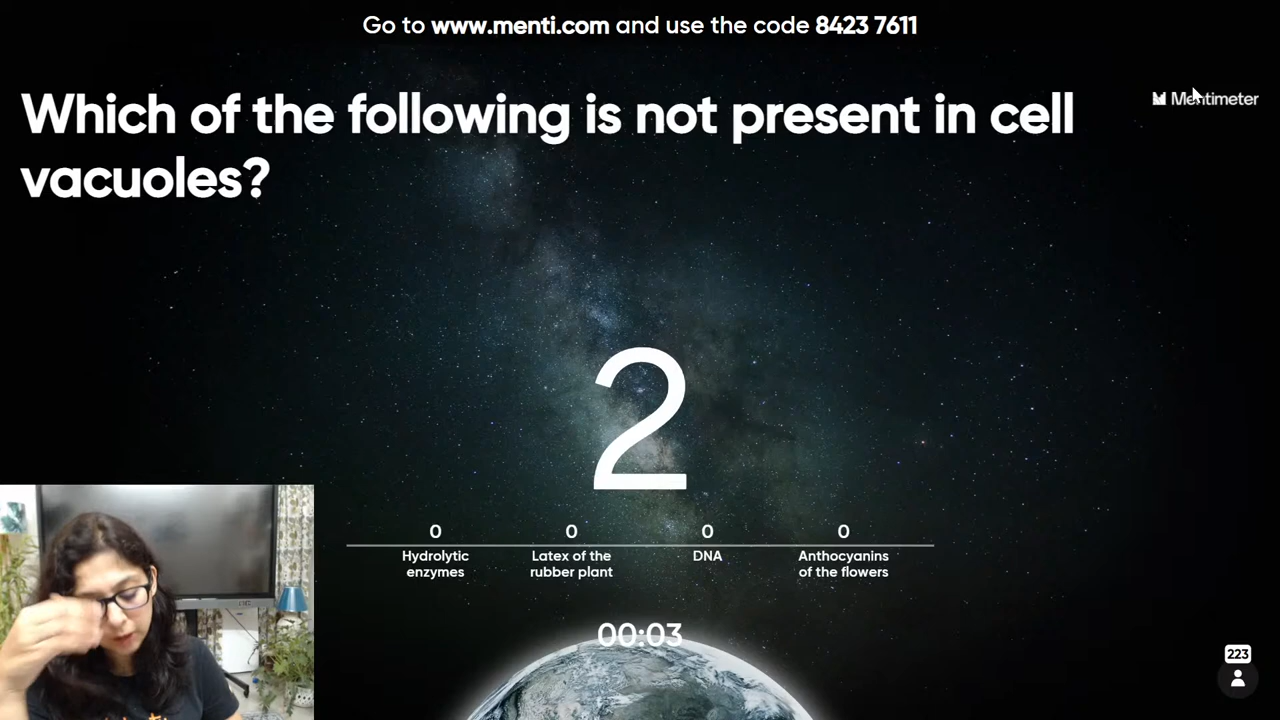 Go to www.menti.com and use the code 8423 7611
Which of the following is not present in cell
vacuoles?
Mentimeter
2
0 0 0 0
Hydrolytic enzymes
Latex of the rubber plant
DNA
Anthocyanins of the flowers
00:03
223